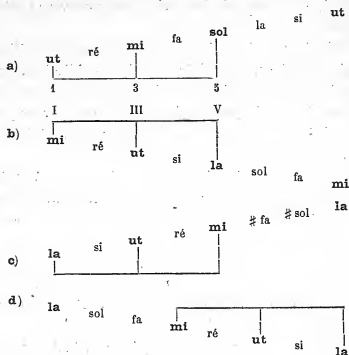 a) ut ré mi fa sol la si ut
1 3 5
I III V
b) mi ré ut si la sol fa mi
c) la si ut ré mi ♯fa ♯sol la
d) la sol fa mi ré ut si la